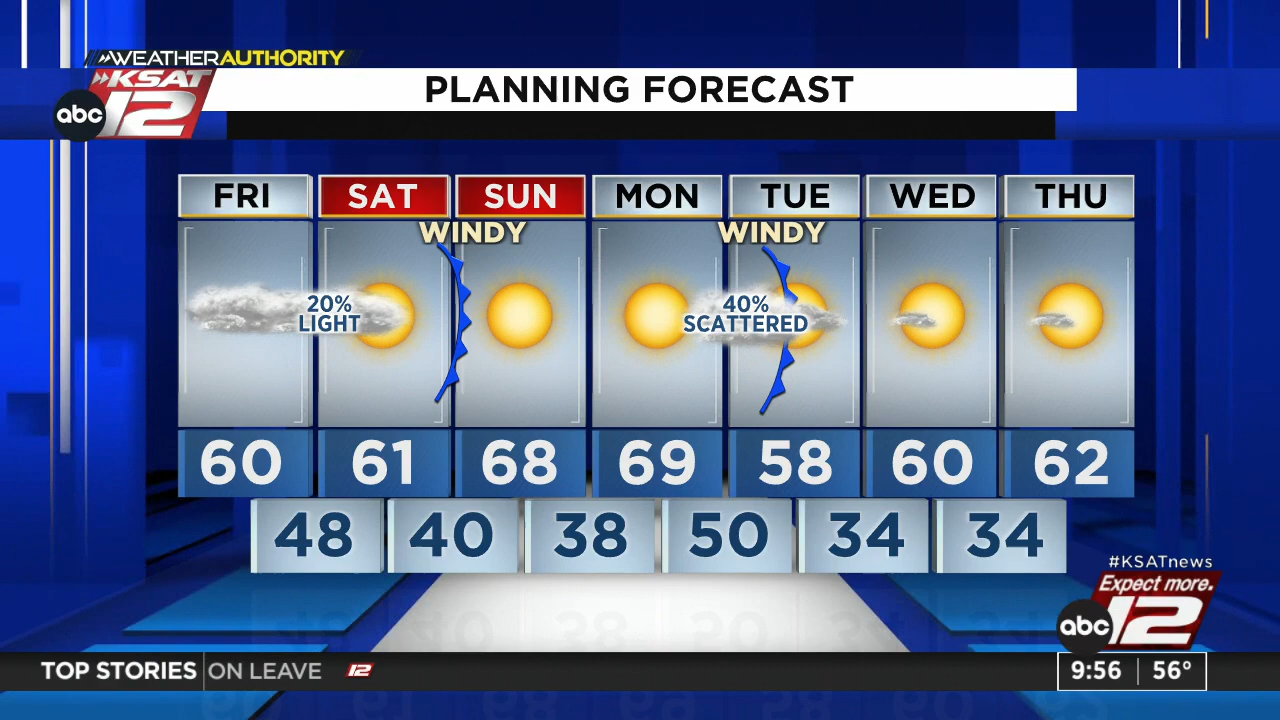 WEATHERAUTHORITY
KSAT
abc 12
PLANNING FORECAST
FRI SAT SUN MON TUE WED THU
WINDY WINDY
20%
LIGHT
40%
SCATTERED
60 61 68 69 58 60 62
48 40 38 50 34 34
#KSATnews
Expect more.
abc 12
TOP STORIES ON LEAVE 12
9:56 56°